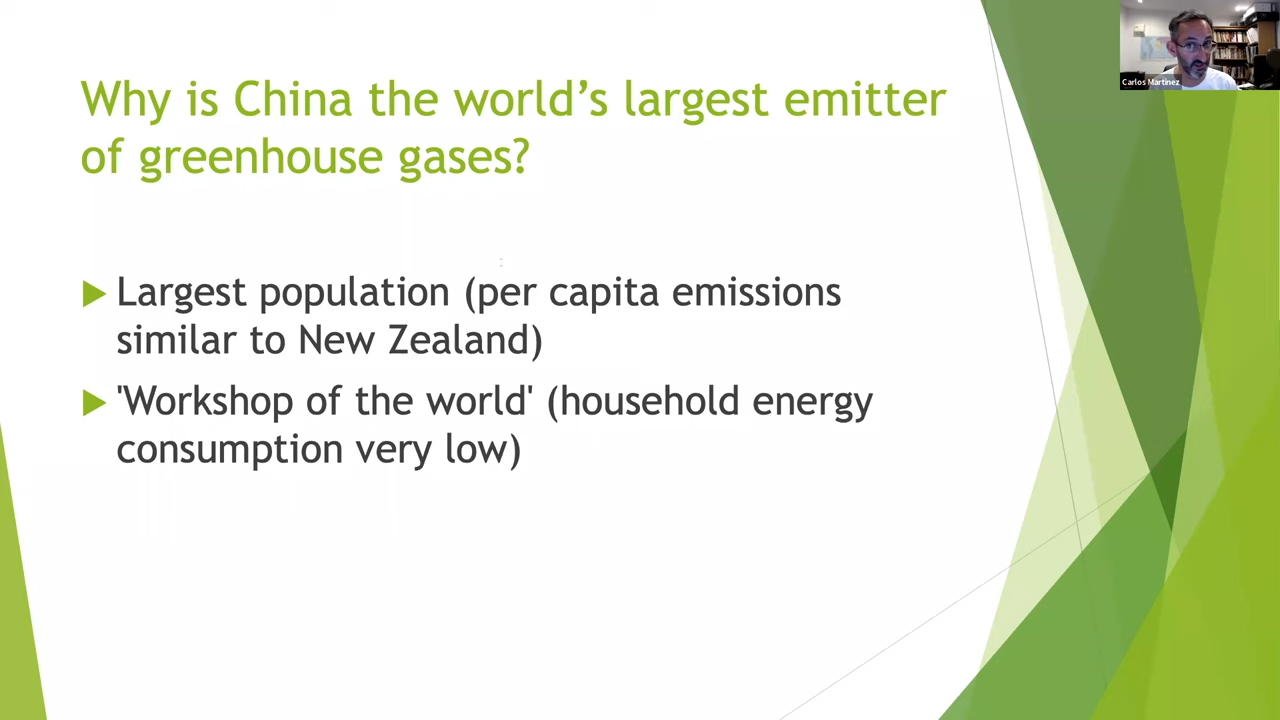 Why is China the world’s largest emitter
of greenhouse gases?
Largest population (per capita emissions
similar to New Zealand)
'Workshop of the world' (household energy
consumption very low)
Carlos Martinez